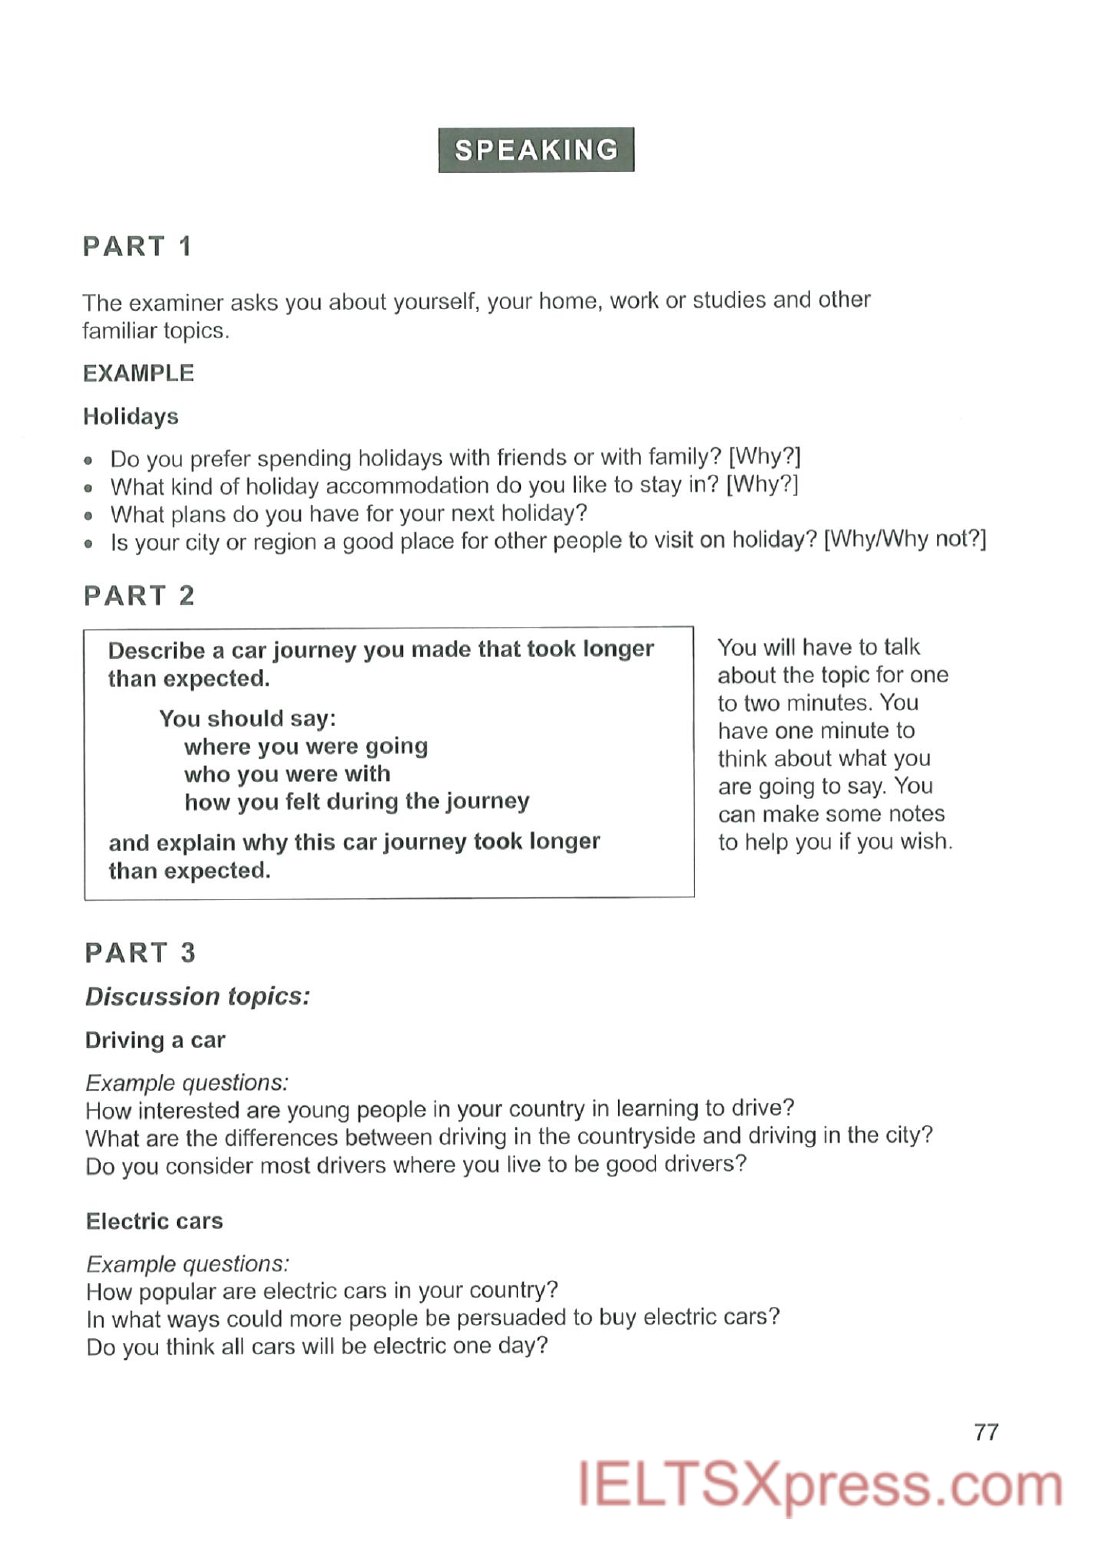 SPEAKING
PART 1
The examiner asks you about yourself, your home, work or studies and other
familiar topics.
EXAMPLE
Holidays
• Do you prefer spending holidays with friends or with family? [Why?]
• What kind of holiday accommodation do you like to stay in? [Why?]
• What plans do you have for your next holiday?
• Is your city or region a good place for other people to visit on holiday? [Why/Why not?]
PART 2
Describe a car journey you made that took longer
than expected.
You should say:
where you were going
who you were with
how you felt during the journey
and explain why this car journey took longer
than expected.
You will have to talk
about the topic for one
to two minutes. You
have one minute to
think about what you
are going to say. You
can make some notes
to help you if you wish.
PART 3
Discussion topics:
Driving a car
Example questions:
How interested are young people in your country in learning to drive?
What are the differences between driving in the countryside and driving in the city?
Do you consider most drivers where you live to be good drivers?
Electric cars
Example questions:
How popular are electric cars in your country?
In what ways could more people be persuaded to buy electric cars?
Do you think all cars will be electric one day?
77
IELTSXpress.com